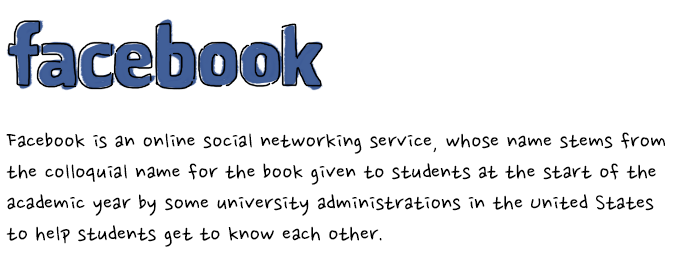 facebook
Facebook is an online social networking service, whose name stems from
the colloquial name for the book given to students at the start of the
academic year by some university administrations in the united States
to help students get to know each other.